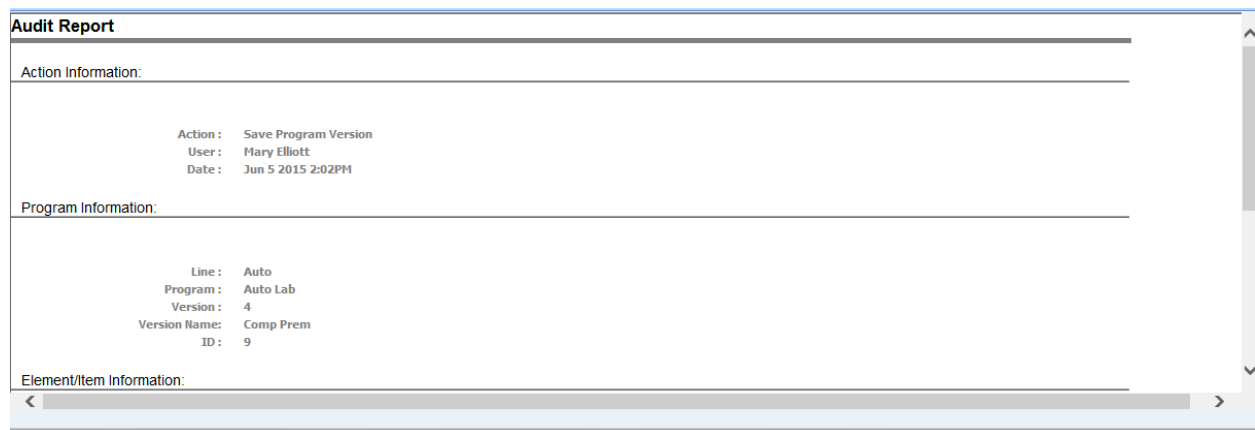 Audit Report
Action Information:
Action : Save Program Version
User : Mary Elliott
Date : Jun 5 2015 2:02PM
Program Information:
Line : Auto
Program : Auto Lab
Version : 4
Version Name: Comp Prem
ID : 9
Element/Item Information: